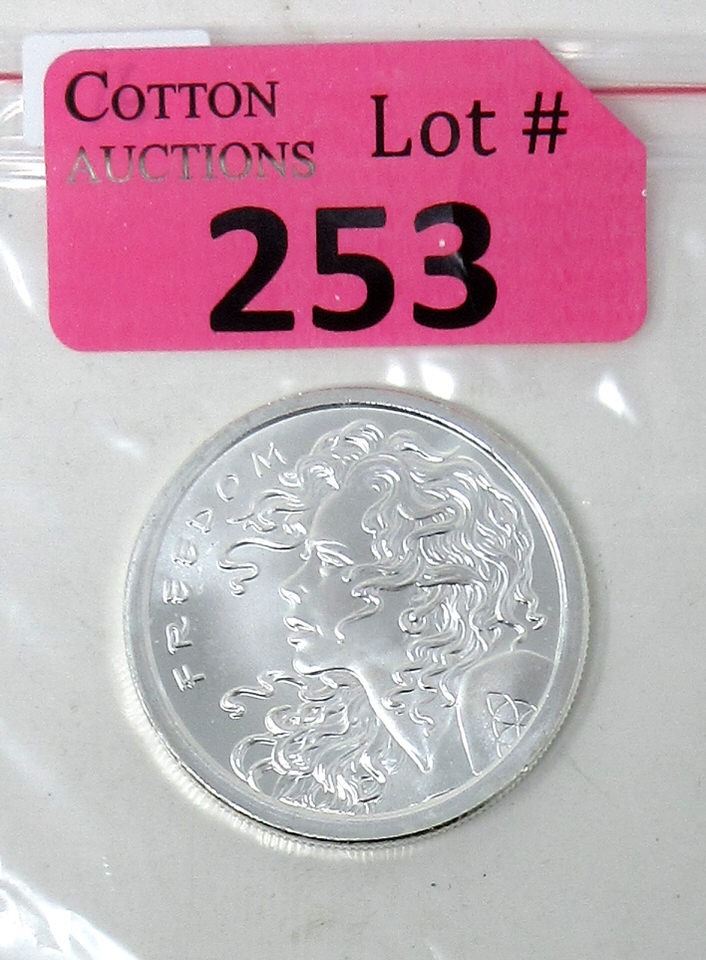 COTTON
AUCTIONS
Lot #
253
FREEDOM